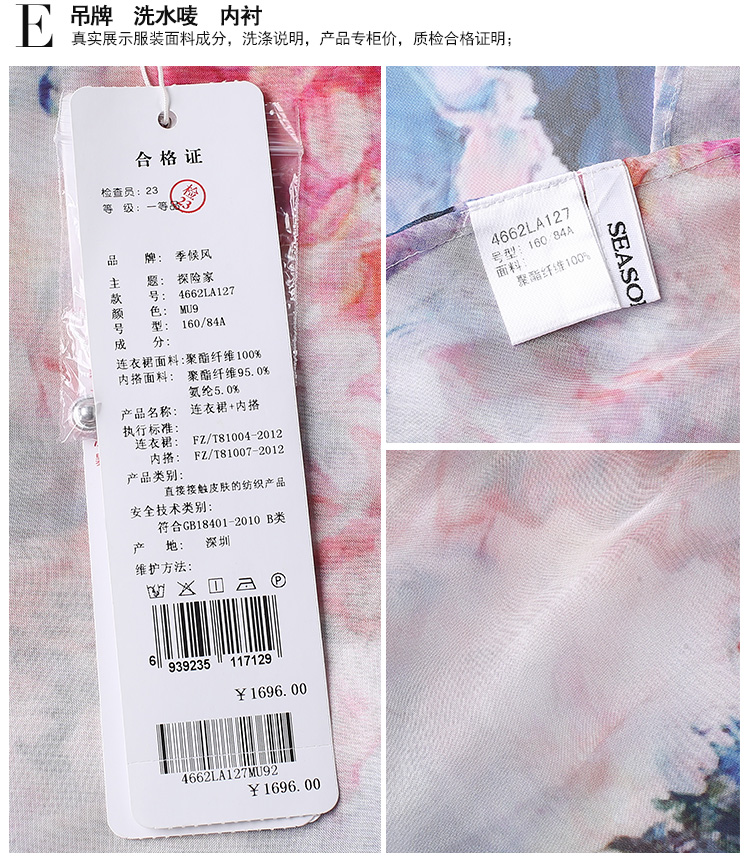 E
吊牌 洗水唛 内衬
真实展示服装面料成分，洗涤说明，产品专柜价，质检合格证明；
合格证
检查员：23
等 级：一等品
检
23
品 牌：季候风
主 题：探险家
款 号：4662LA127
颜 色：MU9
号 型：160/84A
成 分：
连衣裙面料：聚酯纤维100%
内搭面料：聚酯纤维95.0%
氨纶5.0%
产品名称：连衣裙+内搭
执行标准：
连衣裙：FZ/T81004-2012
内搭：FZ/T81007-2012
产品类别：
直接接触皮肤的纺织产品
安全技术类别：
符合GB18401-2010 B类
产 地：深圳
维护方法：
P
6 939235 117129
￥1696.00
4662LA127MU92
￥1696.00
4662LA127
号型：160/84A
面料：
聚酯纤维100%
SEASO